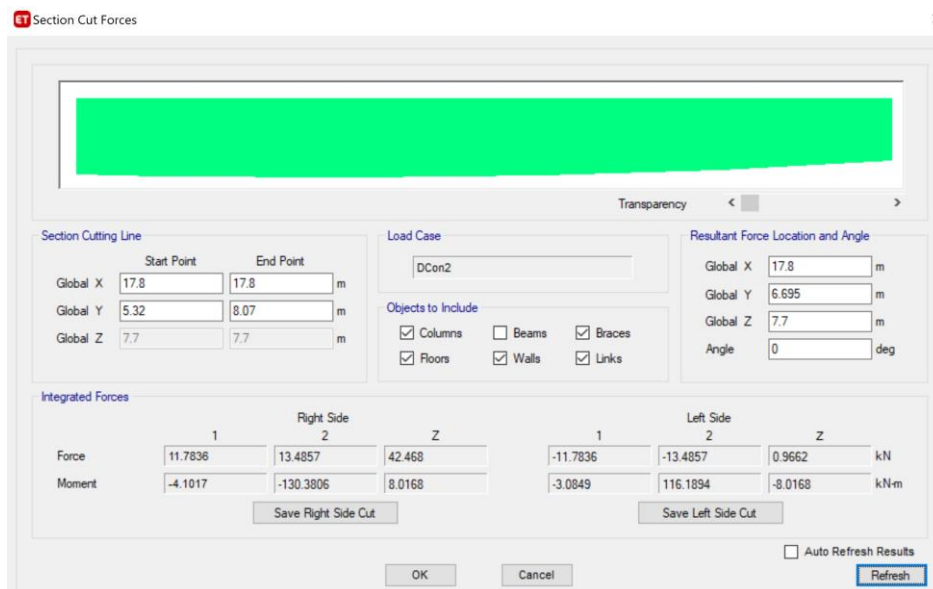 ET Section Cut Forces
Transparency < >
Section Cutting Line
Start Point End Point
Global X 17.8 17.8 m
Global Y 5.32 8.07 m
Global Z 7.7 7.7 m
Load Case
DCon2
Objects to Include
Columns Beams Braces
Floors Walls Links
Resultant Force Location and Angle
Global X 17.8 m
Global Y 6.695 m
Global Z 7.7 m
Angle 0 deg
Integrated Forces
Right Side Left Side
1 2 Z 1 2 Z
Force 11.7836 13.4857 42.468 -11.7836 -13.4857 0.9662 kN
Moment -4.1017 -130.3806 8.0168 -3.0849 116.1894 -8.0168 kN-m
Save Right Side Cut Save Left Side Cut
Auto Refresh Results
OK Cancel Refresh